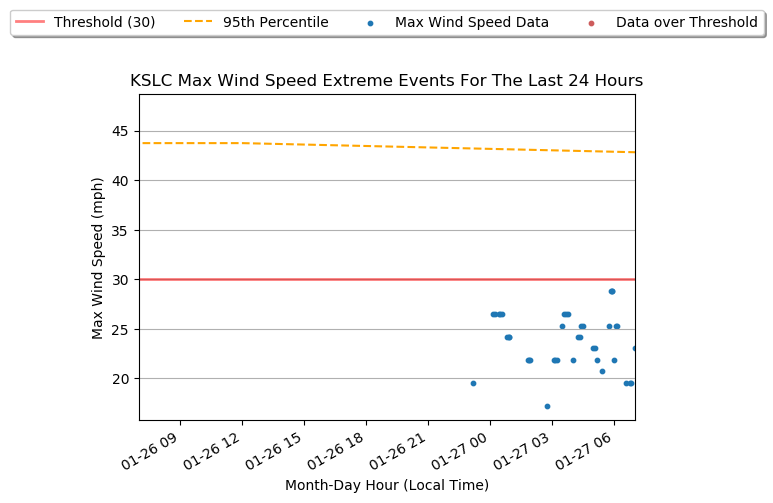 Threshold (30) 95th Percentile Max Wind Speed Data Data over Threshold
KSLC Max Wind Speed Extreme Events For The Last 24 Hours
45
40
35
30
25
20
Max Wind Speed (mph)
01-26 09 01-26 12 01-26 15 01-26 18 01-26 21 01-27 00 01-27 03 01-27 06
Month-Day Hour (Local Time)